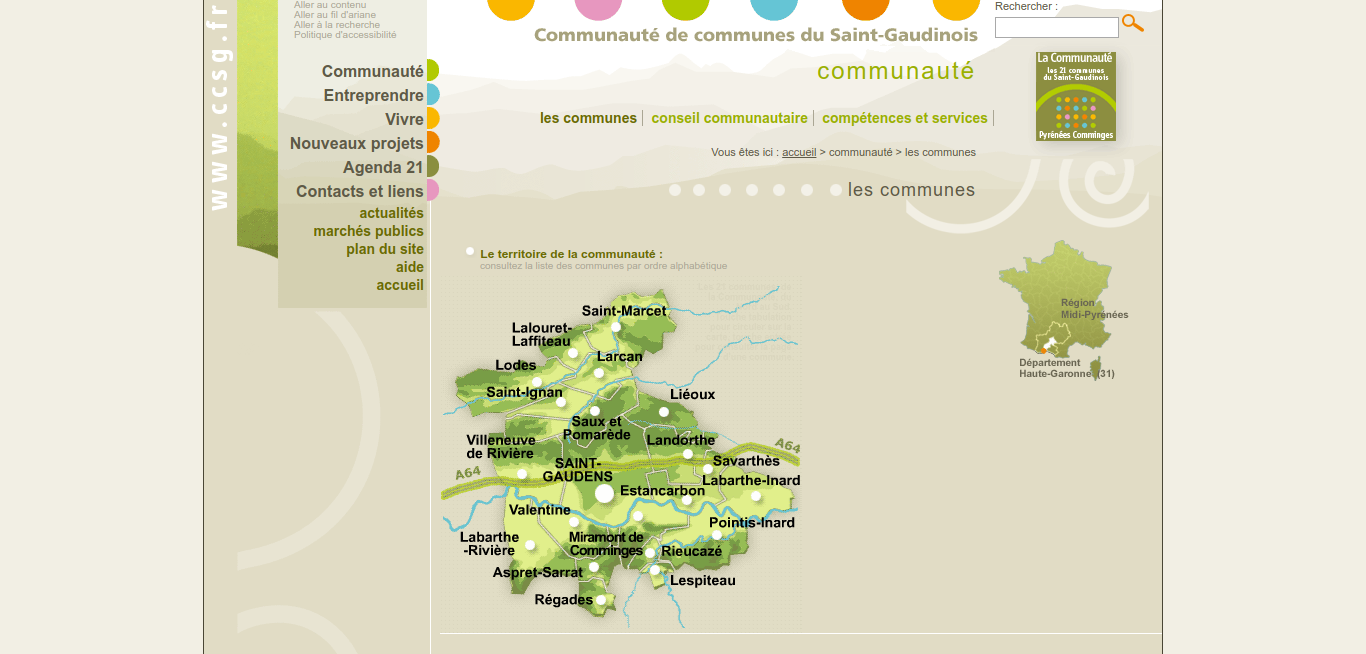 Aller au contenu
Aller au fil d'ariane
Aller à la recherche
Politique d'accessibilité
www.ccsg.fr
Communauté
Entreprendre
Vivre
Nouveaux projets
Agenda 21
Contacts et liens
actualités
marchés publics
plan du site
aide
accueil
Communauté de communes du Saint-Gaudinois
Rechercher :
communauté
La Communauté
les 21 communes
du Saint-Gaudinois
Pyrénées Comminges
les communes
conseil communautaire
compétences et services
Vous êtes ici : accueil > communauté > les communes
les communes
Le territoire de la communauté :
consultez la liste des communes par ordre alphabétique
Saint-Marcet
Lalouret-
Laffiteau
Larcan
Lodes
Saint-Ignan
Liéoux
Saux et
Pomarède
Villeneuve
de Rivière
Landorthe
A64
SAINT-
GAUDENS
Savarthès
A64
Labarthe-Inard
Estancarbon
Valentine
Pointis-Inard
Labarthe
-Rivière
Miramont de
Comminges
Rieucazé
Aspret-Sarrat
Lespiteau
Régades
Région
Midi-Pyrénées
Département
Haute-Garonne (31)